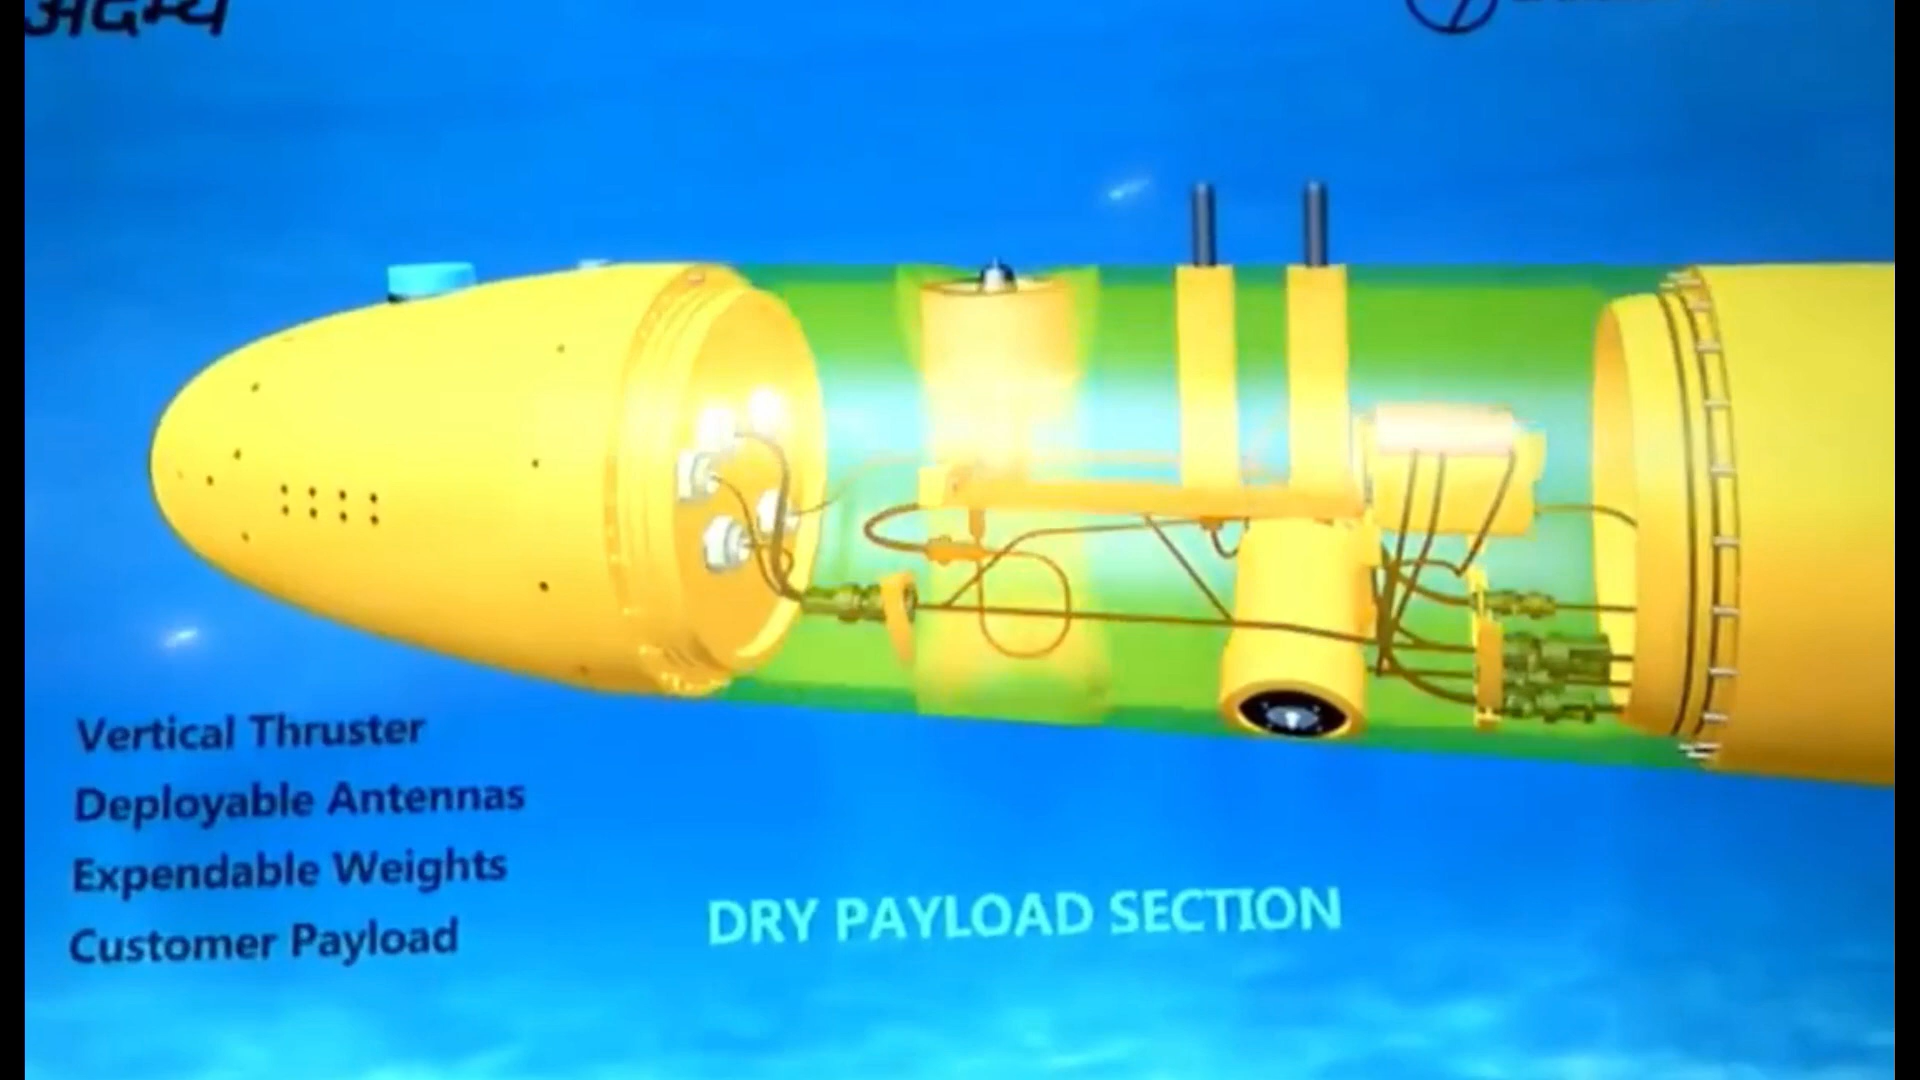 अदम्य
Vertical Thruster
Deployable Antennas
Expendable Weights
Customer Payload
DRY PAYLOAD SECTION